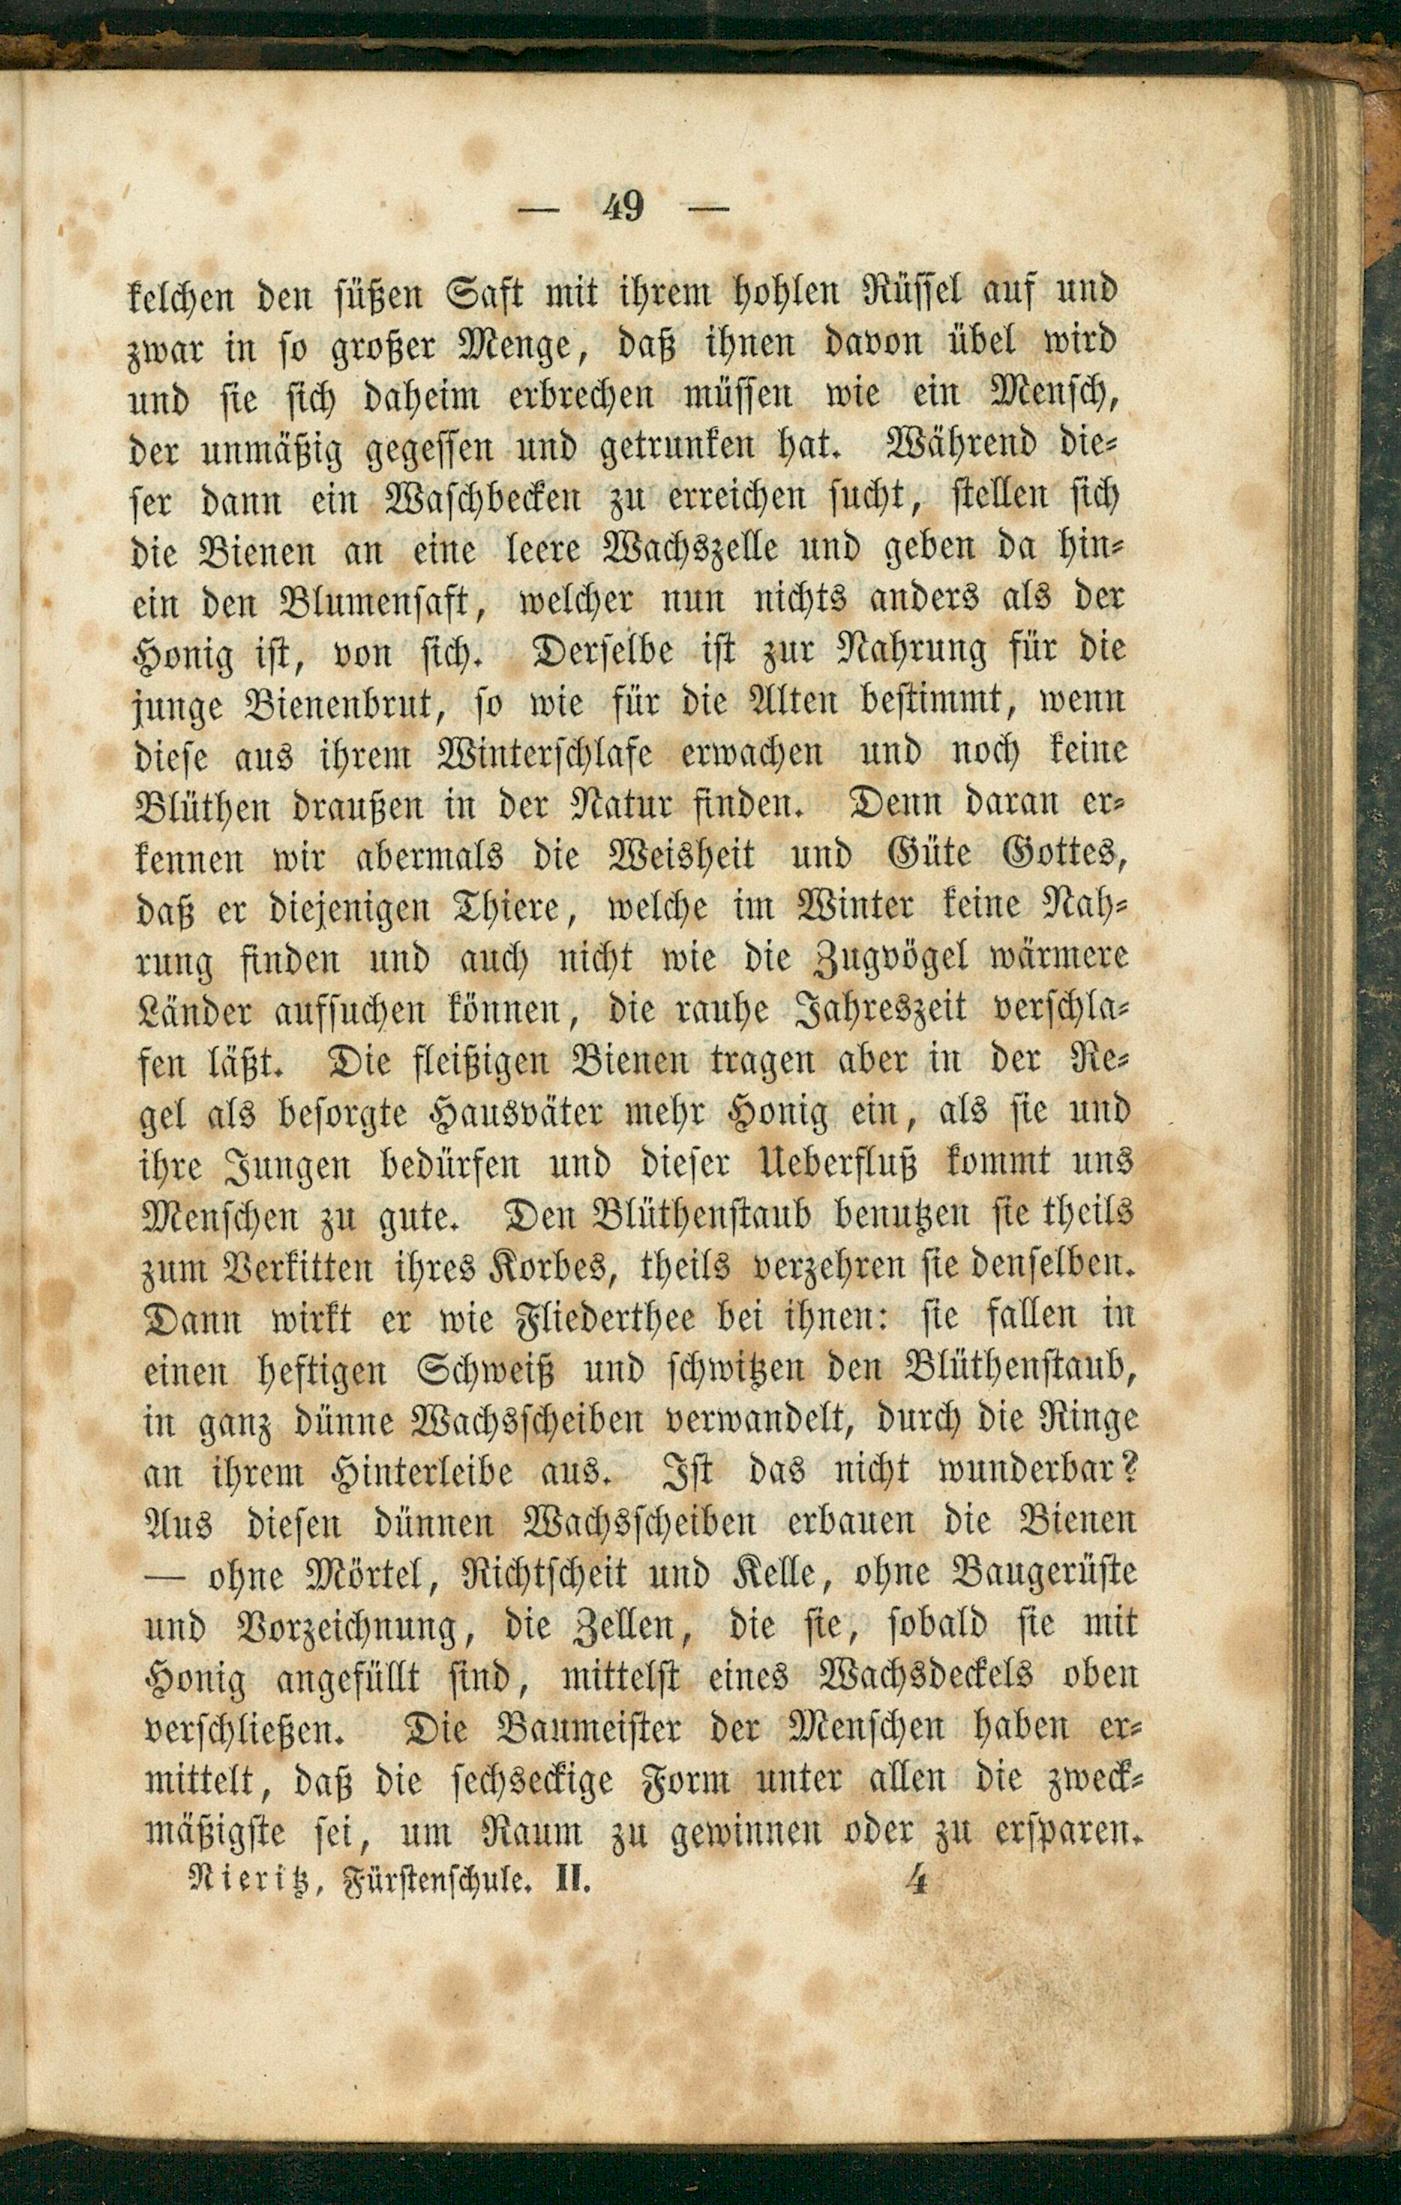 — 49 —
kelchen den süßen Saft mit ihrem hohlen Rüssel auf und
zwar in so großer Menge, daß ihnen davon übel wird
und sie sich daheim erbrechen müssen wie ein Mensch,
der unmäßig gegessen und getrunken hat. Während die-
ser dann ein Waschbecken zu erreichen sucht, stellen sich
die Bienen an eine leere Wachszelle und geben da hin-
ein den Blumensaft, welcher nun nichts anders als der
Honig ist, von sich. Derselbe ist zur Nahrung für die
junge Bienenbrut, so wie für die Alten bestimmt, wenn
diese aus ihrem Winterschlafe erwachen und noch keine
Blüthen draußen in der Natur finden. Denn daran er-
kennen wir abermals die Weisheit und Güte Gottes,
daß er diejenigen Thiere, welche im Winter keine Nah-
rung finden und auch nicht wie die Zugvögel wärmere
Länder aufsuchen können, die rauhe Jahreszeit verschla-
fen läßt. Die fleißigen Bienen tragen aber in der Re-
gel als besorgte Hausväter mehr Honig ein, als sie und
ihre Jungen bedürfen und dieser Ueberfluß kommt uns
Menschen zu gute. Den Blüthenstaub benutzen sie theils
zum Verkitten ihres Korbes, theils verzehren sie denselben.
Dann wirkt er wie Fliederthee bei ihnen: sie fallen in
einen heftigen Schweiß und schwitzen den Blüthenstaub,
in ganz dünne Wachsscheiben verwandelt, durch die Ringe
an ihrem Hinterleibe aus. Ist das nicht wunderbar?
Aus diesen dünnen Wachsscheiben erbauen die Bienen
— ohne Mörtel, Richtscheit und Kelle, ohne Baugerüste
und Vorzeichnung, die Zellen, die sie, sobald sie mit
Honig angefüllt sind, mittelst eines Wachsdeckels oben
verschließen. Die Baumeister der Menschen haben er-
mittelt, daß die sechseckige Form unter allen die zweck-
mäßigste sei, um Raum zu gewinnen oder zu ersparen.
Nieritz, Fürstenschule. II. 4